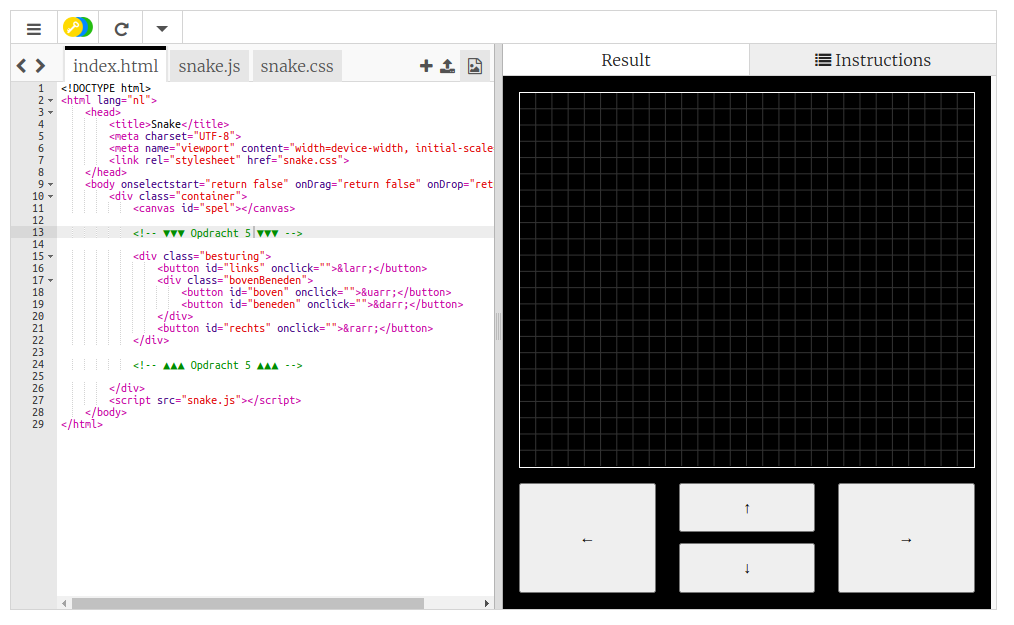 index.html snake.js snake.css
Result Instructions
1 <!DOCTYPE html>
2 <html lang="nl">
3 <head>
4 <title>Snake</title>
5 <meta charset="UTF-8">
6 <meta name="viewport" content="width=device-width, initial-scale
7 <link rel="stylesheet" href="snake.css">
8 </head>
9 <body onselectstart="return false" onDrag="return false" onDrop="ret
10 <div class="container">
11 <canvas id="spel"></canvas>
12
13 <!-- ▼▼▼ Opdracht 5 ▼▼▼ -->
14
15 <div class="besturing">
16 <button id="links" onclick="">&larr;</button>
17 <div class="bovenBeneden">
18 <button id="boven" onclick="">&uarr;</button>
19 <button id="beneden" onclick="">&darr;</button>
20 </div>
21 <button id="rechts" onclick="">&rarr;</button>
22 </div>
23
24 <!-- ▲▲▲ Opdracht 5 ▲▲▲ -->
25
26 </div>
27 <script src="snake.js"></script>
28 </body>
29 </html>
← ↑ →
↓